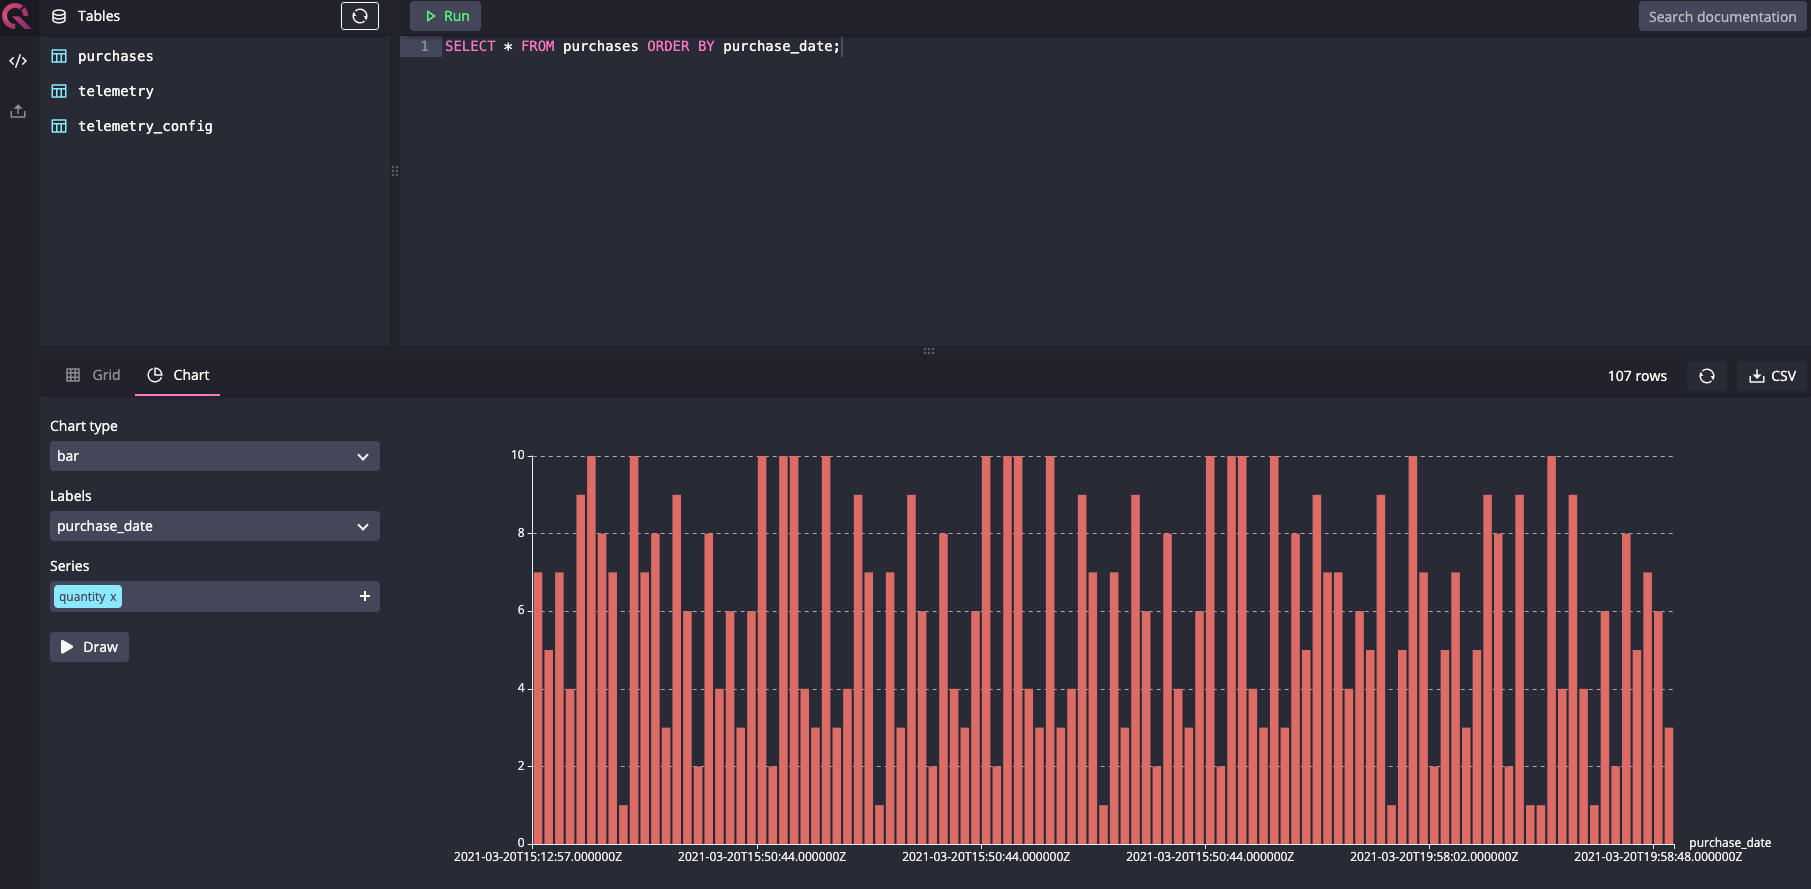 Tables
Run
Search documentation
purchases
telemetry
telemetry_config
1 SELECT * FROM purchases ORDER BY purchase_date;
Grid
Chart
107 rows
CSV
Chart type
bar
Labels
purchase_date
Series
quantity x
+
Draw
10
8
6
4
2
0
2021-03-20T15:12:57.000000Z
2021-03-20T15:50:44.000000Z
2021-03-20T15:50:44.000000Z
2021-03-20T15:50:44.000000Z
2021-03-20T19:58:02.000000Z
2021-03-20T19:58:48.000000Z
purchase_date